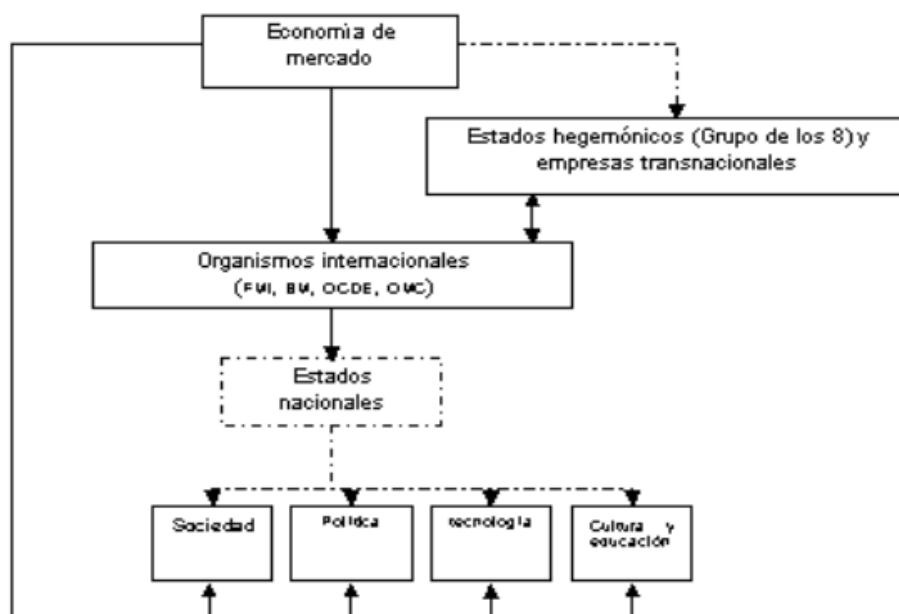 Economia de
mercado
Estados hegemónicos (Grupo de los 8) y
empresas transnacionales
Organismos internacionales
(FMI, BM, OCDE, OMC)
Estados
nacionales
Sociedad
Política
tecnología
Cultura y
educación